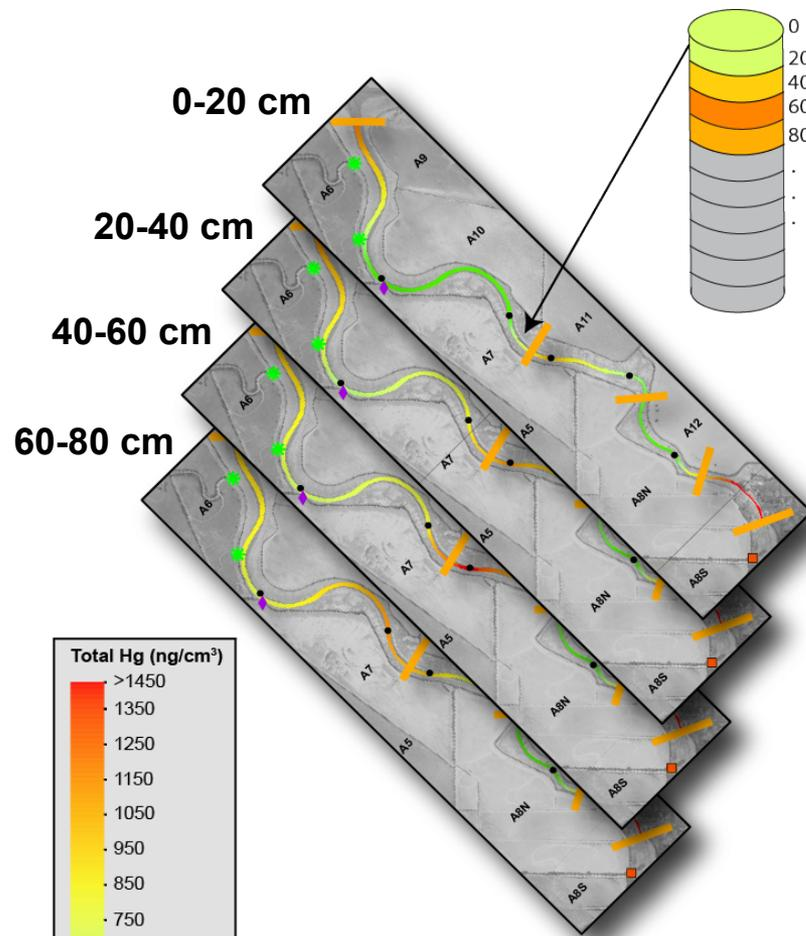 0-20 cm
20-40 cm
40-60 cm
60-80 cm
0
20
40
60
80
.
.
.
A6
A9
A10
A11
A7
A12
A8N
A8S
A6
A7
A5
A8N
A8S
A6
A7
A5
A8N
A8S
A6
A7
A5
A5
A8N
A8S
Total Hg (ng/cm³)
>1450
1350
1250
1150
1050
950
850
750